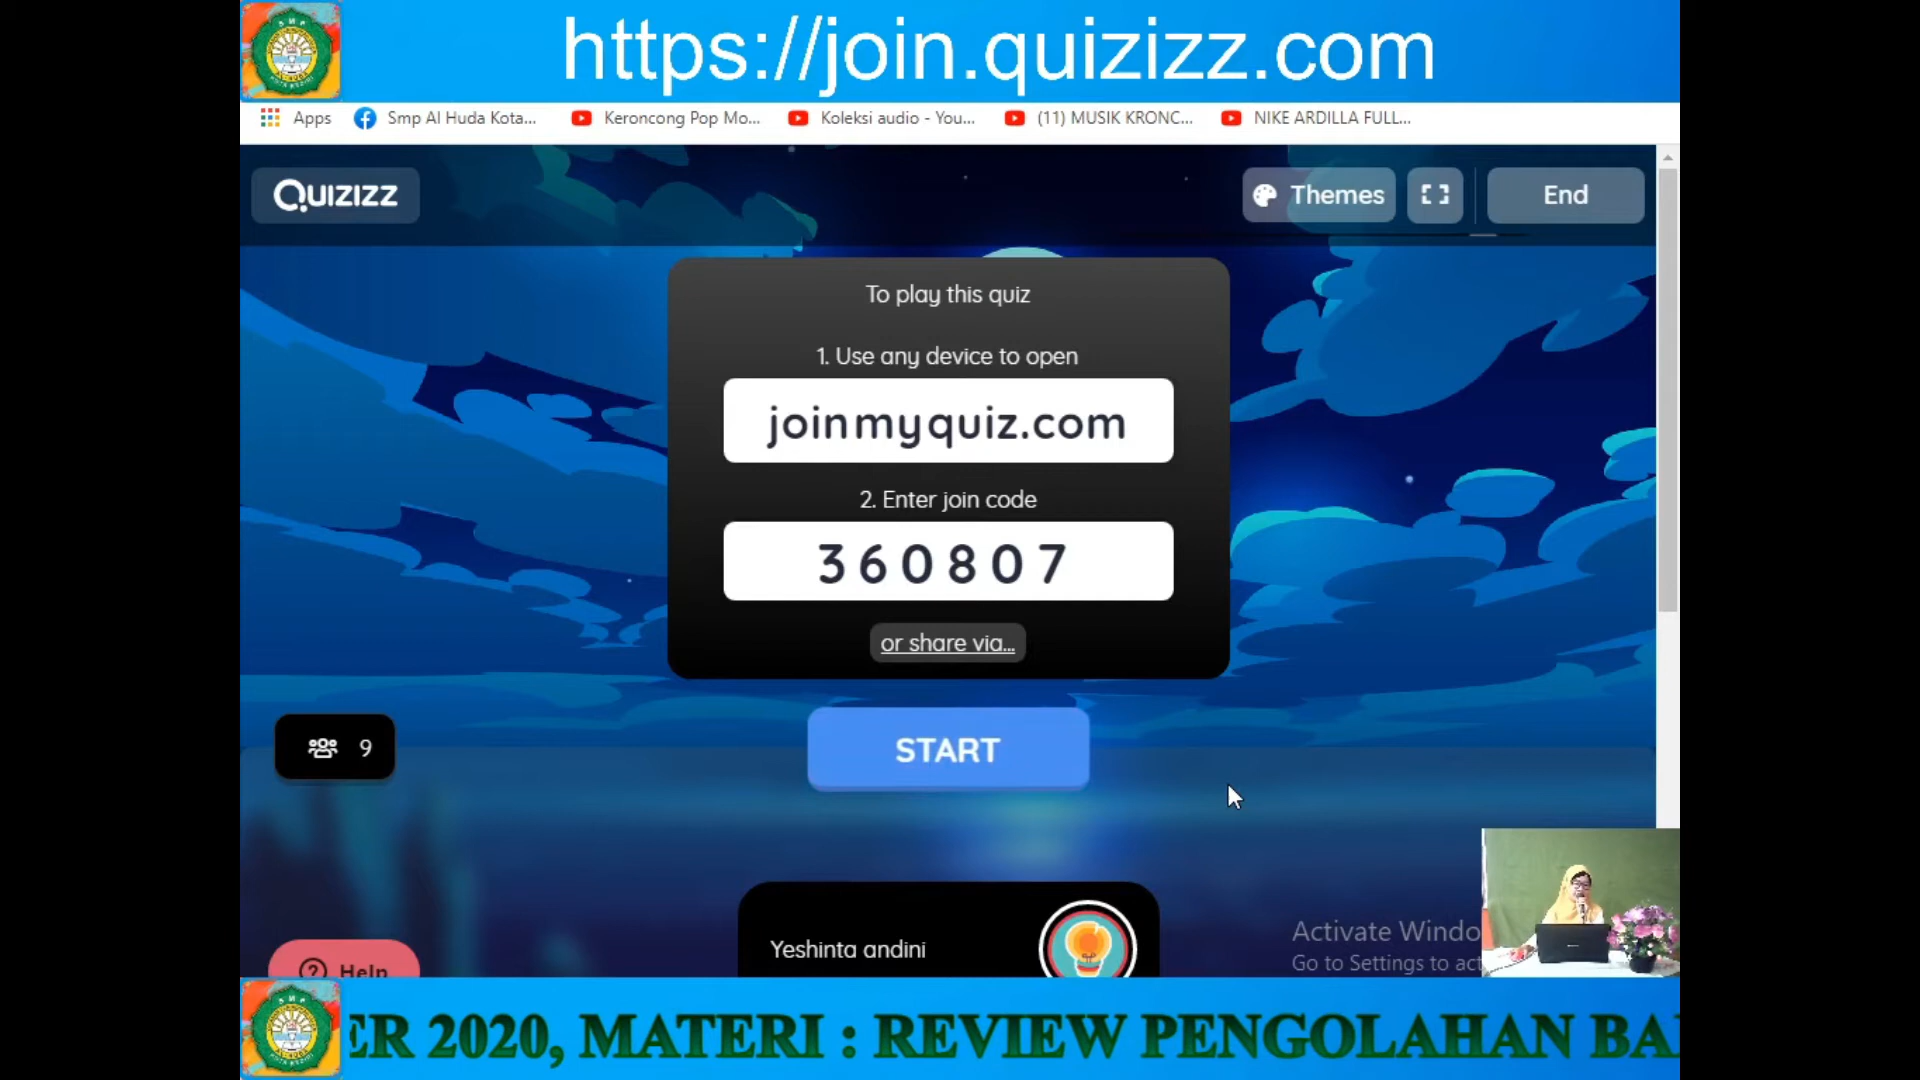 https://join.quizizz.com
Apps
Smp Al Huda Kota...
Keroncong Pop Mo...
Koleksi audio - You...
(11) MUSIK KRONC...
NIKE ARDILLA FULL...
Quizizz
Themes
End
To play this quiz
1. Use any device to open
joinmyquiz.com
2. Enter join code
360807
or share via...
9
START
Yeshinta andini
Help
Activate Windo
Go to Settings to act
ER 2020, MATERI : REVIEW PENGOLAHAN BA